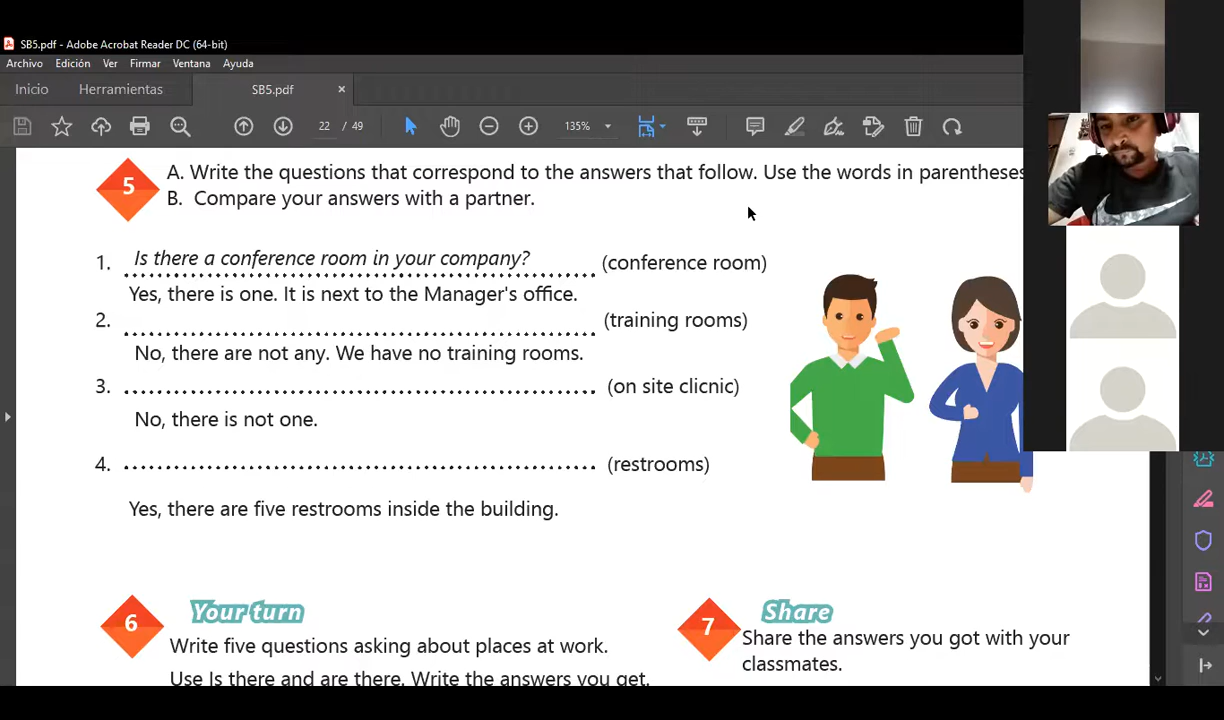 SB5.pdf - Adobe Acrobat Reader DC (64-bit)
Archivo Edición Ver Firmar Ventana Ayuda
Inicio Herramientas SB5.pdf ×
22 / 49 135%
5
A. Write the questions that correspond to the answers that follow. Use the words in parentheses
B. Compare your answers with a partner.
1. Is there a conference room in your company? (conference room)
Yes, there is one. It is next to the Manager's office.
2. (training rooms)
No, there are not any. We have no training rooms.
3. (on site clicnic)
No, there is not one.
4. (restrooms)
Yes, there are five restrooms inside the building.
6 Your turn
Write five questions asking about places at work.
Use Is there and are there. Write the answers you get.
7 Share
Share the answers you got with your
classmates.